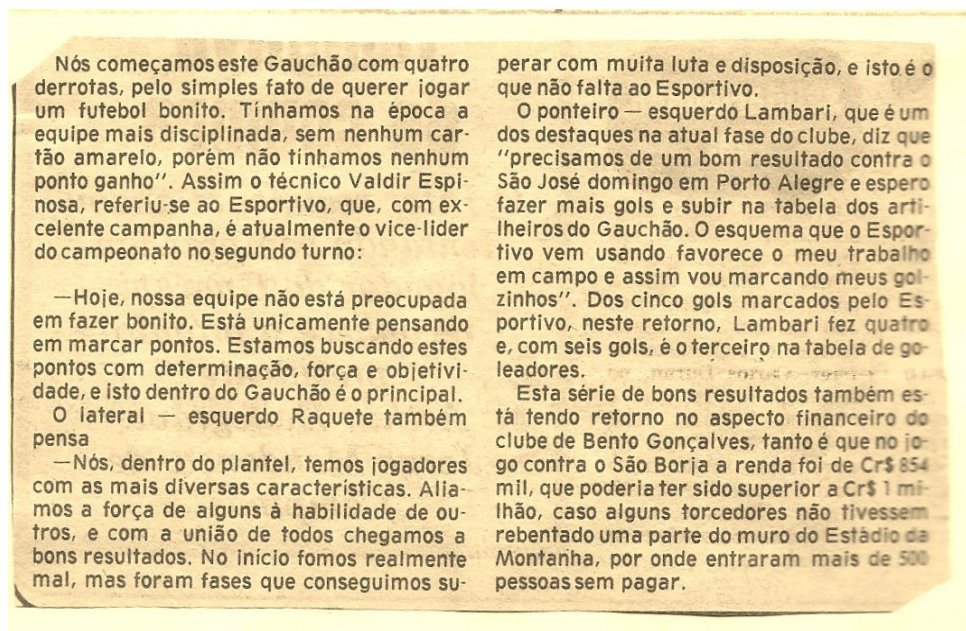 Nós começamos este Gauchão com quatro
derrotas, pelo simples fato de querer jogar
um futebol bonito. Tínhamos na época a
equipe mais disciplinada, sem nenhum car-
tão amarelo, porém não tínhamos nenhum
ponto ganho". Assim o técnico Valdir Espi-
nosa, referiu-se ao Esportivo, que, com ex-
celente campanha, é atualmente o vice-líder
do campeonato no segundo turno:
—Hoje, nossa equipe não está preocupada
em fazer bonito. Está unicamente pensando
em marcar pontos. Estamos buscando estes
pontos com determinação, força e objetivi-
dade, e isto dentro do Gauchão é o principal.
O lateral — esquerdo Raquete também
pensa
—Nós, dentro do plantel, temos jogadores
com as mais diversas características. Alia-
mos a força de alguns à habilidade de ou-
tros, e com a união de todos chegamos a
bons resultados. No início fomos realmente
mal, mas foram fases que conseguimos su-
perar com muita luta e disposição, e isto é o
que não falta ao Esportivo.
O ponteiro — esquerdo Lambari, que é um
dos destaques na atual fase do clube, diz que
"precisamos de um bom resultado contra o
São José domingo em Porto Alegre e espero
fazer mais gols e subir na tabela dos arti-
lheiros do Gauchão. O esquema que o Espor-
tivo vem usando favorece o meu trabalho
em campo e assim vou marcando meus gol-
zinhos". Dos cinco gols marcados pelo Es-
portivo, neste retorno, Lambari fez quatro
e, com seis gols, é o terceiro na tabela de go-
leadores.
Esta série de bons resultados também es-
tá tendo retorno no aspecto financeiro do
clube de Bento Gonçalves, tanto é que no jo-
go contra o São Borja a renda foi de Cr$ 854
mil, que poderia ter sido superior a Cr$ 1 mi-
lhão, caso alguns torcedores não tivessem
rebentado uma parte do muro do Estádio da
Montanha, por onde entraram mais de 500
pessoas sem pagar.